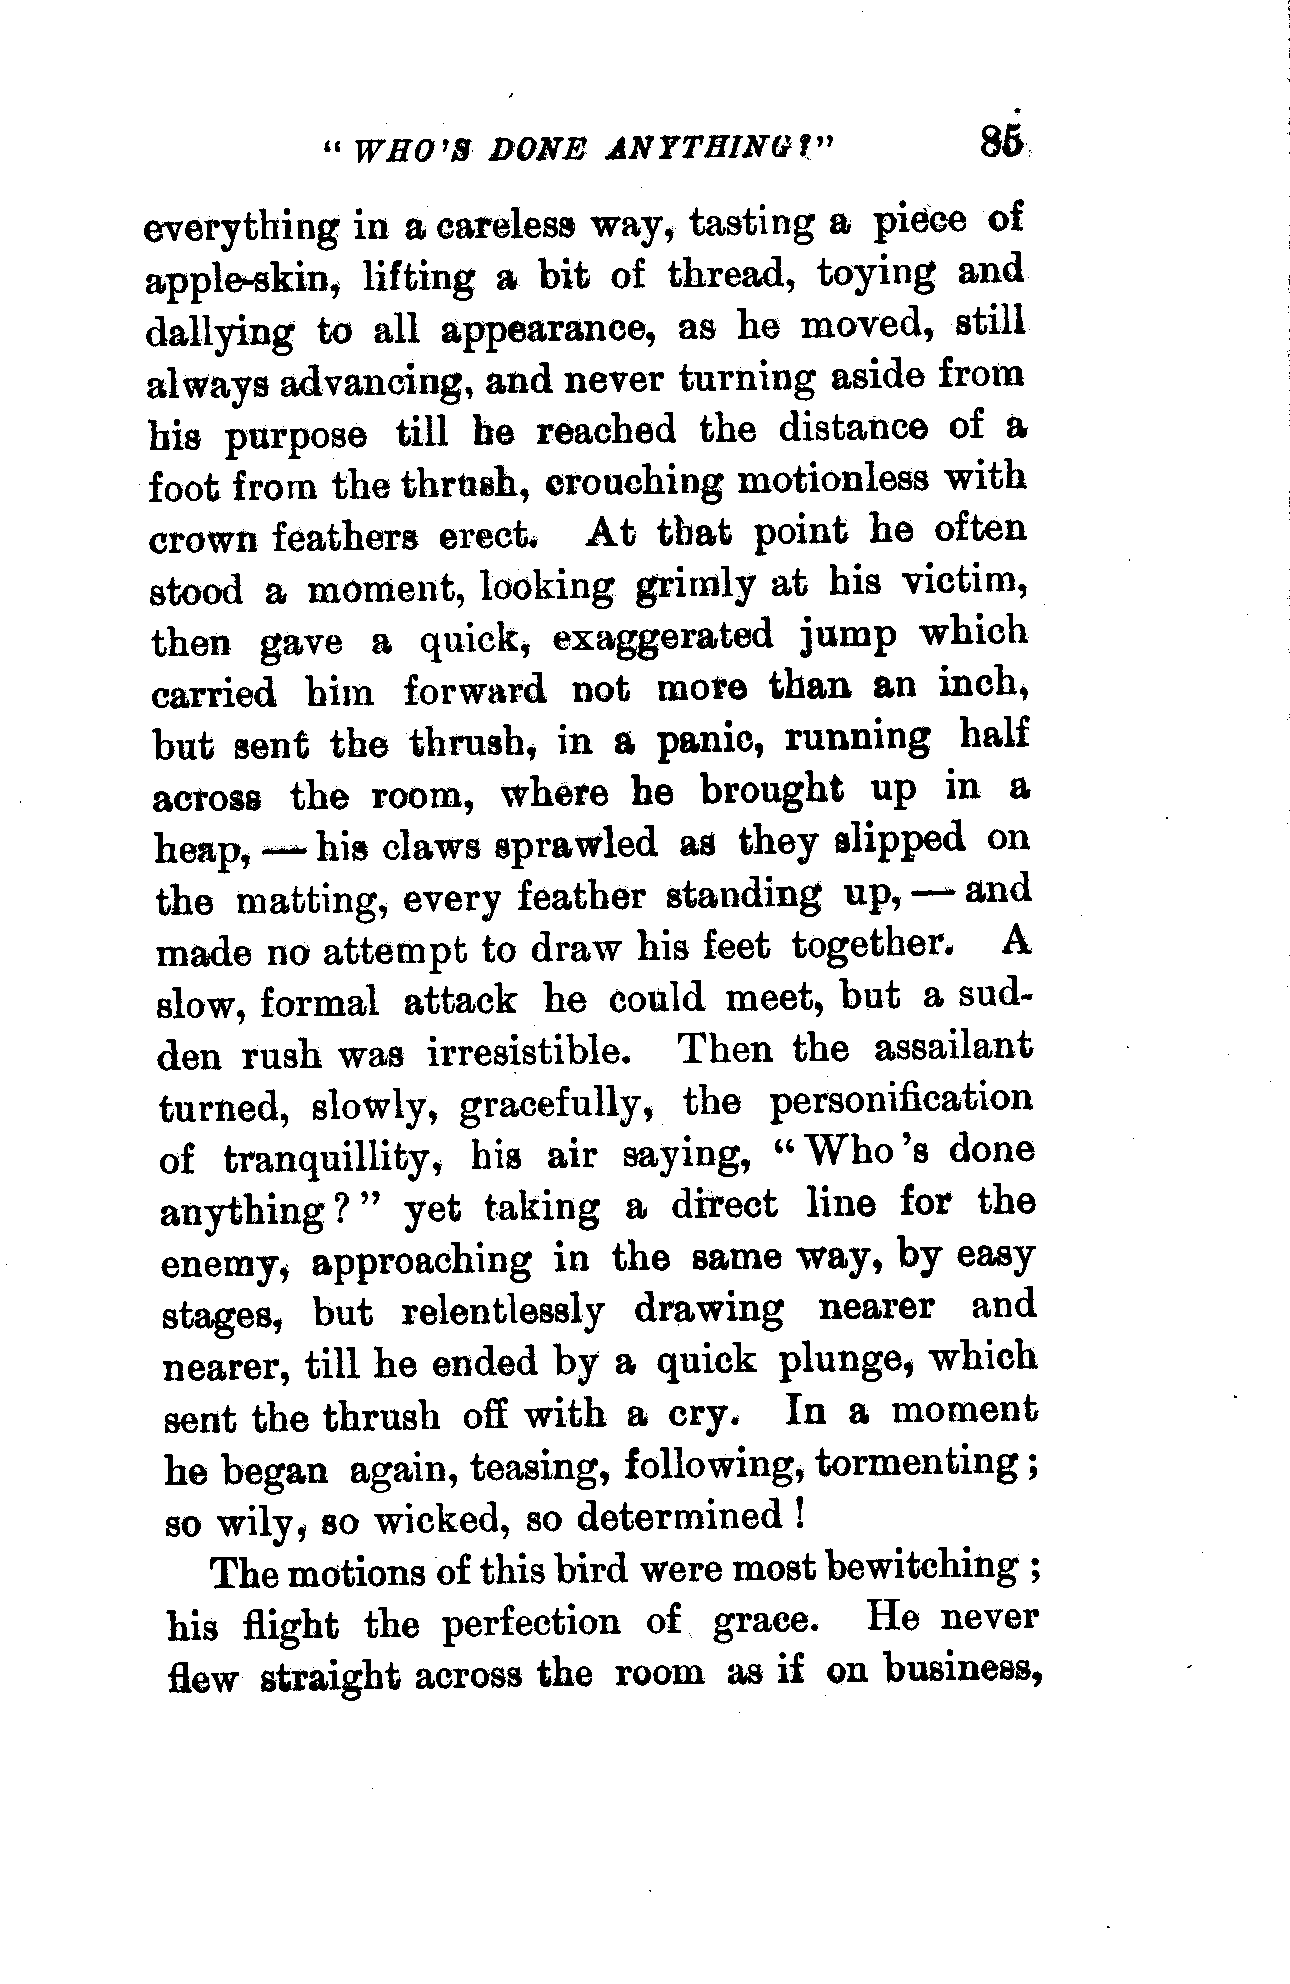 "WHO'S DONE ANYTHING?" 85
everything in a careless way, tasting a piece of
apple-skin, lifting a bit of thread, toying and
dallying to all appearance, as he moved, still
always advancing, and never turning aside from
his purpose till he reached the distance of a
foot from the thrush, crouching motionless with
crown feathers erect. At that point he often
stood a moment, looking grimly at his victim,
then gave a quick, exaggerated jump which
carried him forward not more than an inch,
but sent the thrush, in a panic, running half
across the room, where he brought up in a
heap, — his claws sprawled as they slipped on
the matting, every feather standing up, — and
made no attempt to draw his feet together. A
slow, formal attack he could meet, but a sud-
den rush was irresistible. Then the assailant
turned, slowly, gracefully, the personification
of tranquillity, his air saying, "Who's done
anything?" yet taking a direct line for the
enemy, approaching in the same way, by easy
stages, but relentlessly drawing nearer and
nearer, till he ended by a quick plunge, which
sent the thrush off with a cry. In a moment
he began again, teasing, following, tormenting;
so wily, so wicked, so determined!
The motions of this bird were most bewitching;
his flight the perfection of grace. He never
flew straight across the room as if on business,